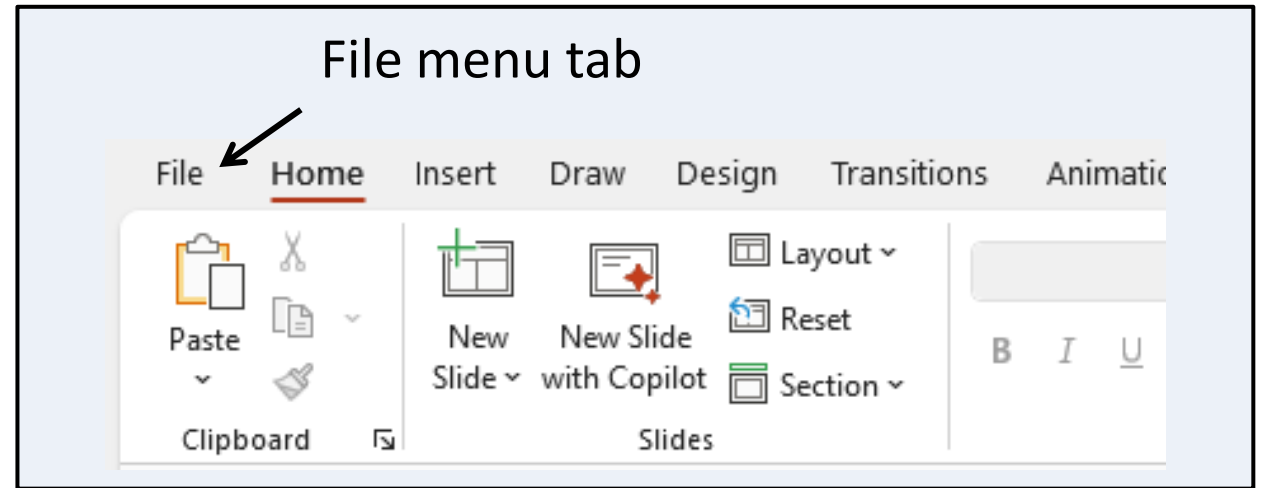 File menu tab
File Home Insert Draw Design Transitions Animatic
Layout
Reset
Paste New New Slide
Slide with Copilot Section
B I U
Clipboard Slides